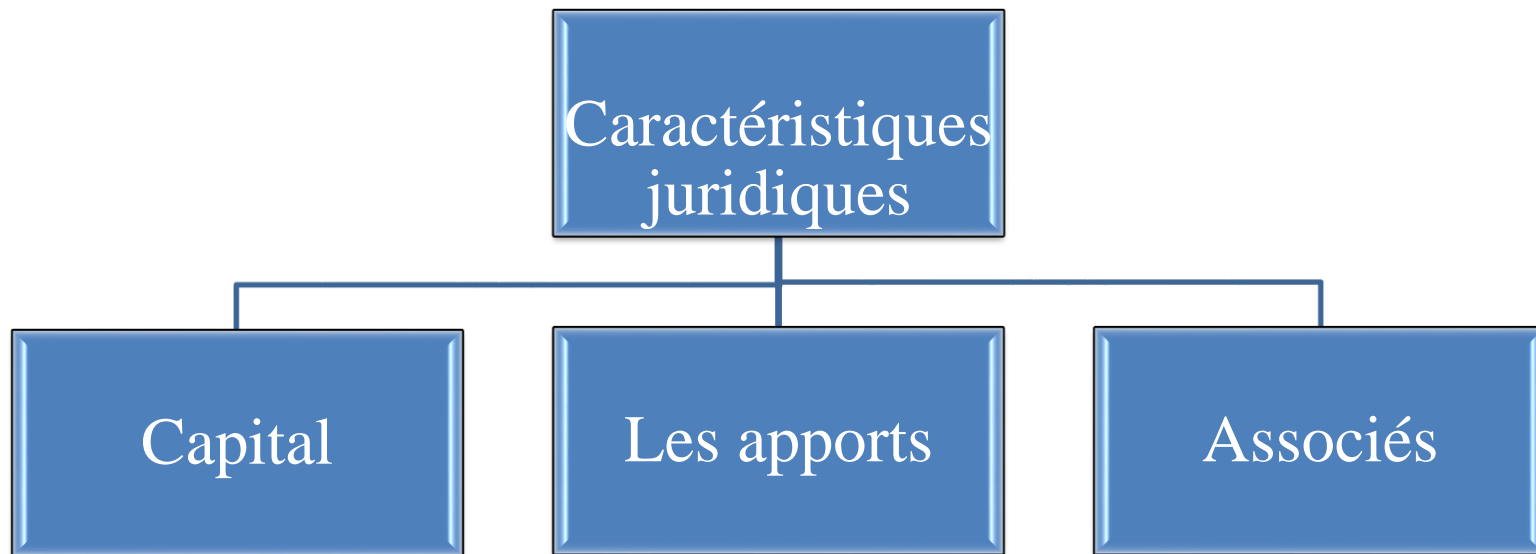 Caractéristiques
juridiques
Capital
Les apports
Associés